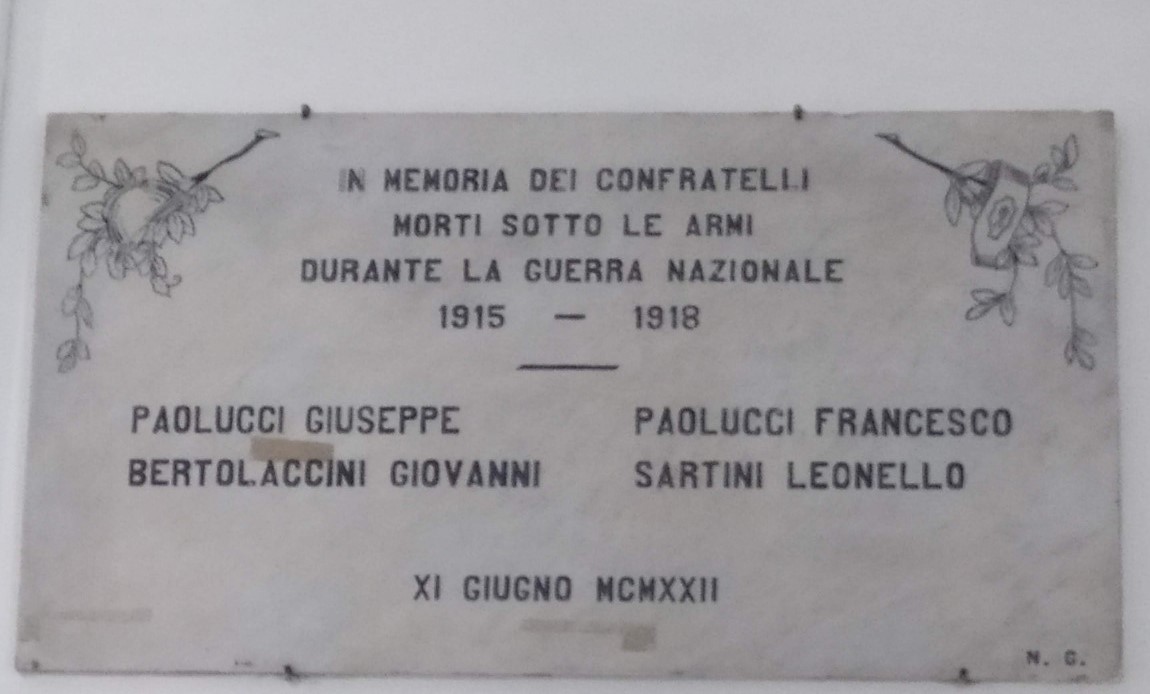 IN MEMORIA DEI CONFRATELLI
MORTI SOTTO LE ARMI
DURANTE LA GUERRA NAZIONALE
1915 — 1918
PAOLUCCI GIUSEPPE PAOLUCCI FRANCESCO
BERTOLACCINI GIOVANNI SARTINI LEONELLO
XI GIUGNO MCMXXII
N. G.